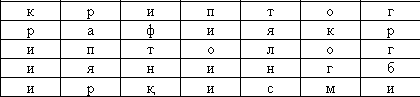 к р и п т о г
р а ф и я к р
и п т о л о г
и я н и н г б
и р қ и с м и